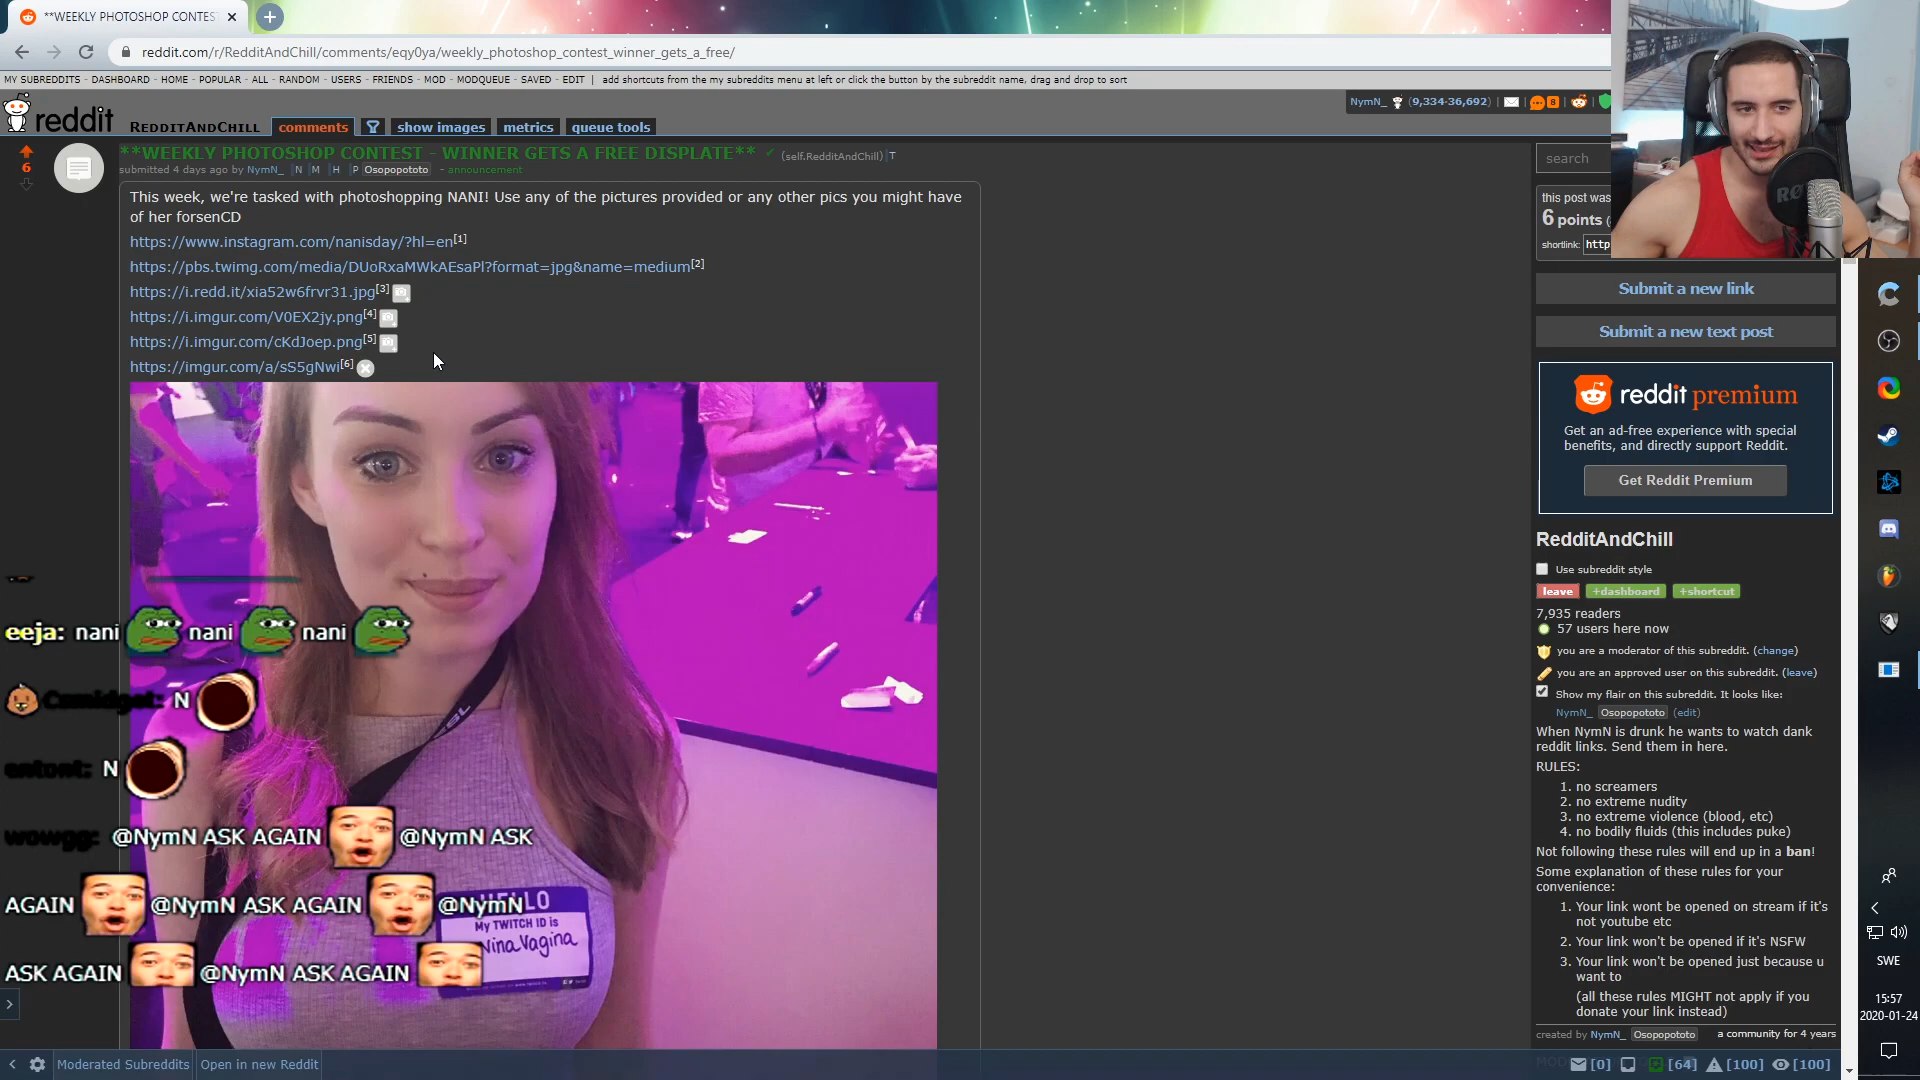 **WEEKLY PHOTOSHOP CONTEST
reddit.com/r/RedditAndChill/comments/eqy0ya/weekly_photoshop_contest_winner_gets_a_free/
MY SUBREDDITS - DASHBOARD - HOME - POPULAR - ALL - RANDOM - USERS - FRIENDS - MOD - MODQUEUE - SAVED - EDIT | add shortcuts from the my subreddits menu at left or click the button by the subreddit name, drag and drop to sort
NymN_ (9,334·36,692) | 8
reddit REDDITANDCHILL comments show images metrics queue tools
6
**WEEKLY PHOTOSHOP CONTEST - WINNER GETS A FREE DISPLATE** (self.RedditAndChill) T
submitted 4 days ago by NymN_ N M H P Osopopototo - announcement
This week, we're tasked with photoshopping NANI! Use any of the pictures provided or any other pics you might have
of her forsenCD
https://www.instagram.com/nanisday/?hl=en[1]
https://pbs.twimg.com/media/DUoRxaMWkAEsaPl?format=jpg&name=medium[2]
https://i.redd.it/xia52w6frvr31.jpg[3]
https://i.imgur.com/V0EX2jy.png[4]
https://i.imgur.com/cKdJoep.png[5]
https://imgur.com/a/sS5gNwi[6]
eeja: nani nani nani
N
N
@NymN ASK AGAIN @NymN ASK
AGAIN @NymN ASK AGAIN @NymN
ASK AGAIN @NymN ASK AGAIN
My TWITCH ID is
search
this post was
6 points
shortlink: http
RØ
Submit a new link
Submit a new text post
reddit premium
Get an ad-free experience with special
benefits, and directly support Reddit.
Get Reddit Premium
RedditAndChill
Use subreddit style
leave +dashboard +shortcut
7,935 readers
57 users here now
you are a moderator of this subreddit. (change)
you are an approved user on this subreddit. (leave)
Show my flair on this subreddit. It looks like:
NymN_ Osopopototo (edit)
When NymN is drunk he wants to watch dank
reddit links. Send them in here.
RULES:
1. no screamers
2. no extreme nudity
3. no extreme violence (blood, etc)
4. no bodily fluids (this includes puke)
Not following these rules will end up in a ban!
Some explanation of these rules for your
convenience:
1. Your link wont be opened on stream if it's
not youtube etc
2. Your link won't be opened if it's NSFW
3. Your link won't be opened just because u
want to
(all these rules MIGHT not apply if you
donate your link instead)
created by NymN_ Osopopototo a community for 4 years
Moderated Subreddits Open in new Reddit
[0] [64] [100] [100]
SWE
15:57
2020-01-24